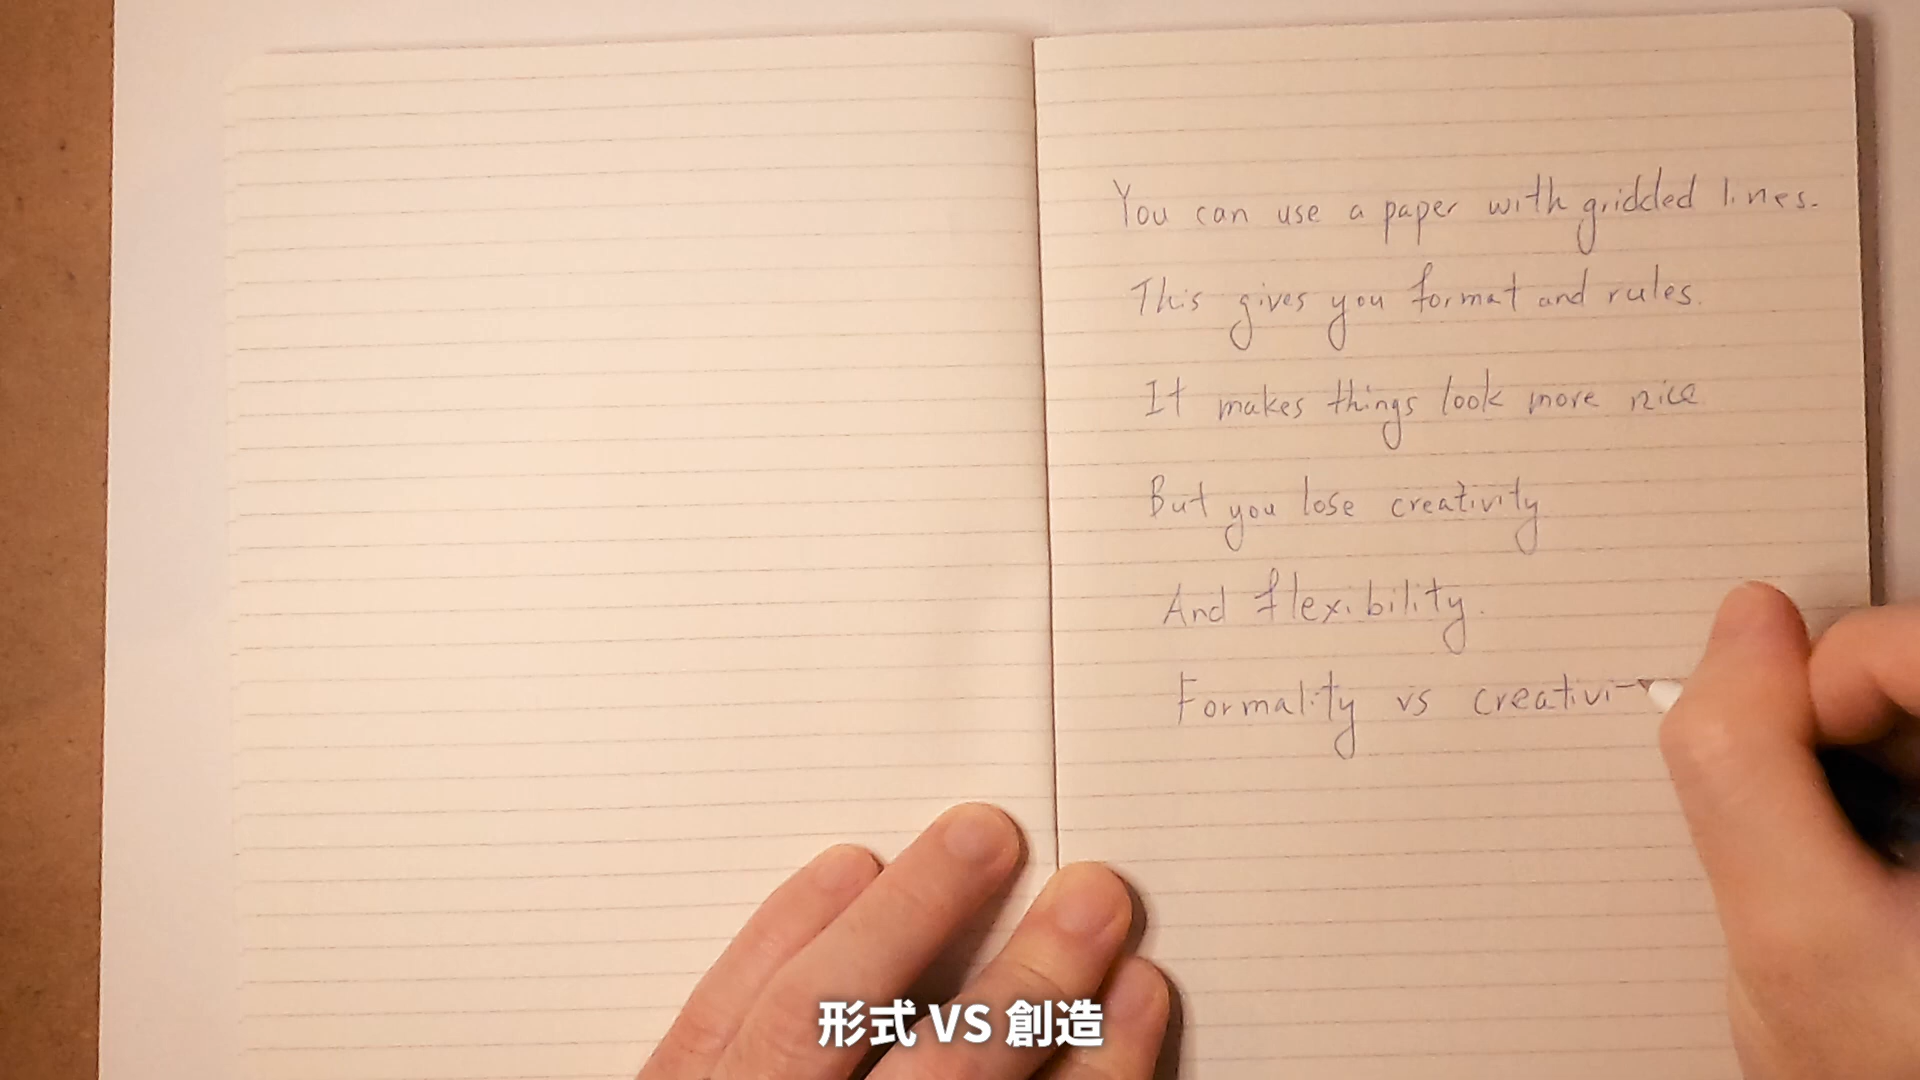 You can use a paper with gridded lines.
This gives you format and rules.
It makes things look more nice
But you lose creativity
And flexibility.
Formality vs creativi
形式 VS 創造